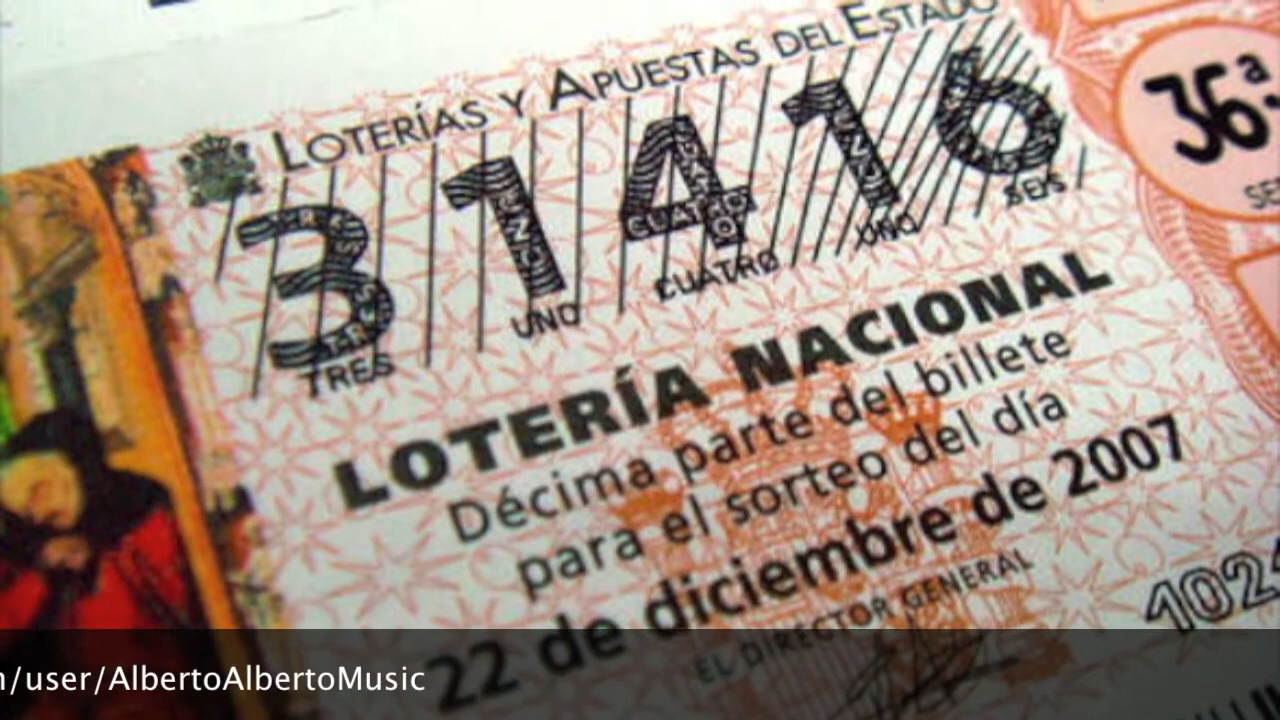 LOTERÍAS Y APUESTAS DEL ESTADO
36ª
31416
TRES UNO CUATRO UNO SEIS
LOTERÍA NACIONAL
Décima parte del billete
para el sorteo del día
22 de diciembre de 2007
EL DIRECTOR GENERAL
/user/AlbertoAlbertoMusic